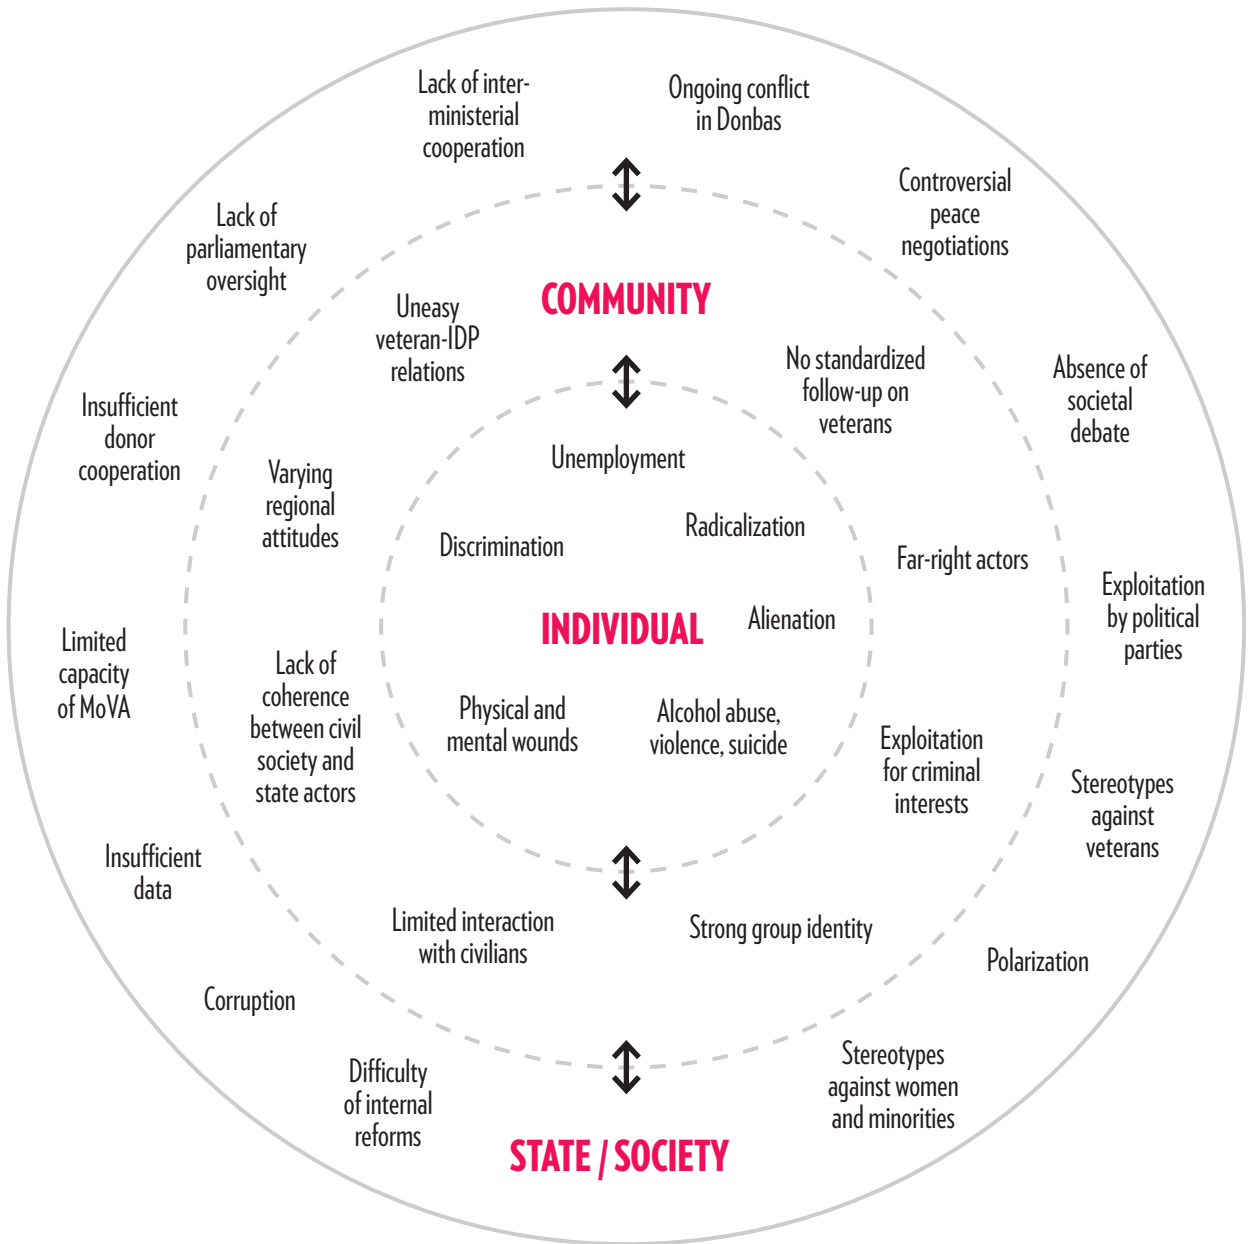 Lack of inter-
ministerial
cooperation
Ongoing conflict
in Donbas
Controversial
peace
negotiations
Lack of
parliamentary
oversight
COMMUNITY
Uneasy
veteran-IDP
relations
No standardized
follow-up on
veterans
Absence of
societal
debate
Insufficient
donor
cooperation
Varying
regional
attitudes
Unemployment
Radicalization
Discrimination
Far-right actors
Exploitation
by political
parties
INDIVIDUAL
Alienation
Limited
capacity
of MoVA
Lack of
coherence
between civil
society and
state actors
Physical and
mental wounds
Alcohol abuse,
violence, suicide
Exploitation
for criminal
interests
Stereotypes
against
veterans
Insufficient
data
Limited interaction
with civilians
Strong group identity
Polarization
Corruption
Difficulty
of internal
reforms
Stereotypes
against women
and minorities
STATE / SOCIETY